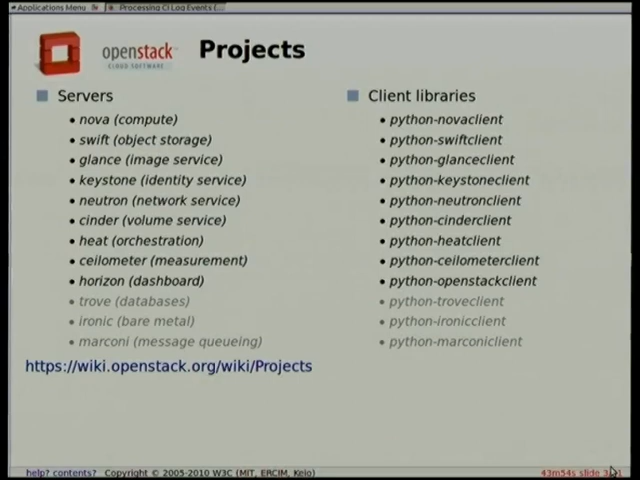 Applications Menu
Processing CI Log Events (
openstack
CLOUD SOFTWARE
Projects
Servers
• nova (compute)
• swift (object storage)
• glance (image service)
• keystone (identity service)
• neutron (network service)
• cinder (volume service)
• heat (orchestration)
• ceilometer (measurement)
• horizon (dashboard)
• trove (databases)
• ironic (bare metal)
• marconi (message queueing)
Client libraries
• python-novaclient
• python-swiftclient
• python-glanceclient
• python-keystoneclient
• python-neutronclient
• python-cinderclient
• python-heatclient
• python-ceilometerclient
• python-openstackclient
• python-troveclient
• python-ironicclient
• python-marconiclient
https://wiki.openstack.org/wiki/Projects
help? contents? Copyright © 2005-2010 W3C (MIT, ERCIM, Keio)
43m54s slide